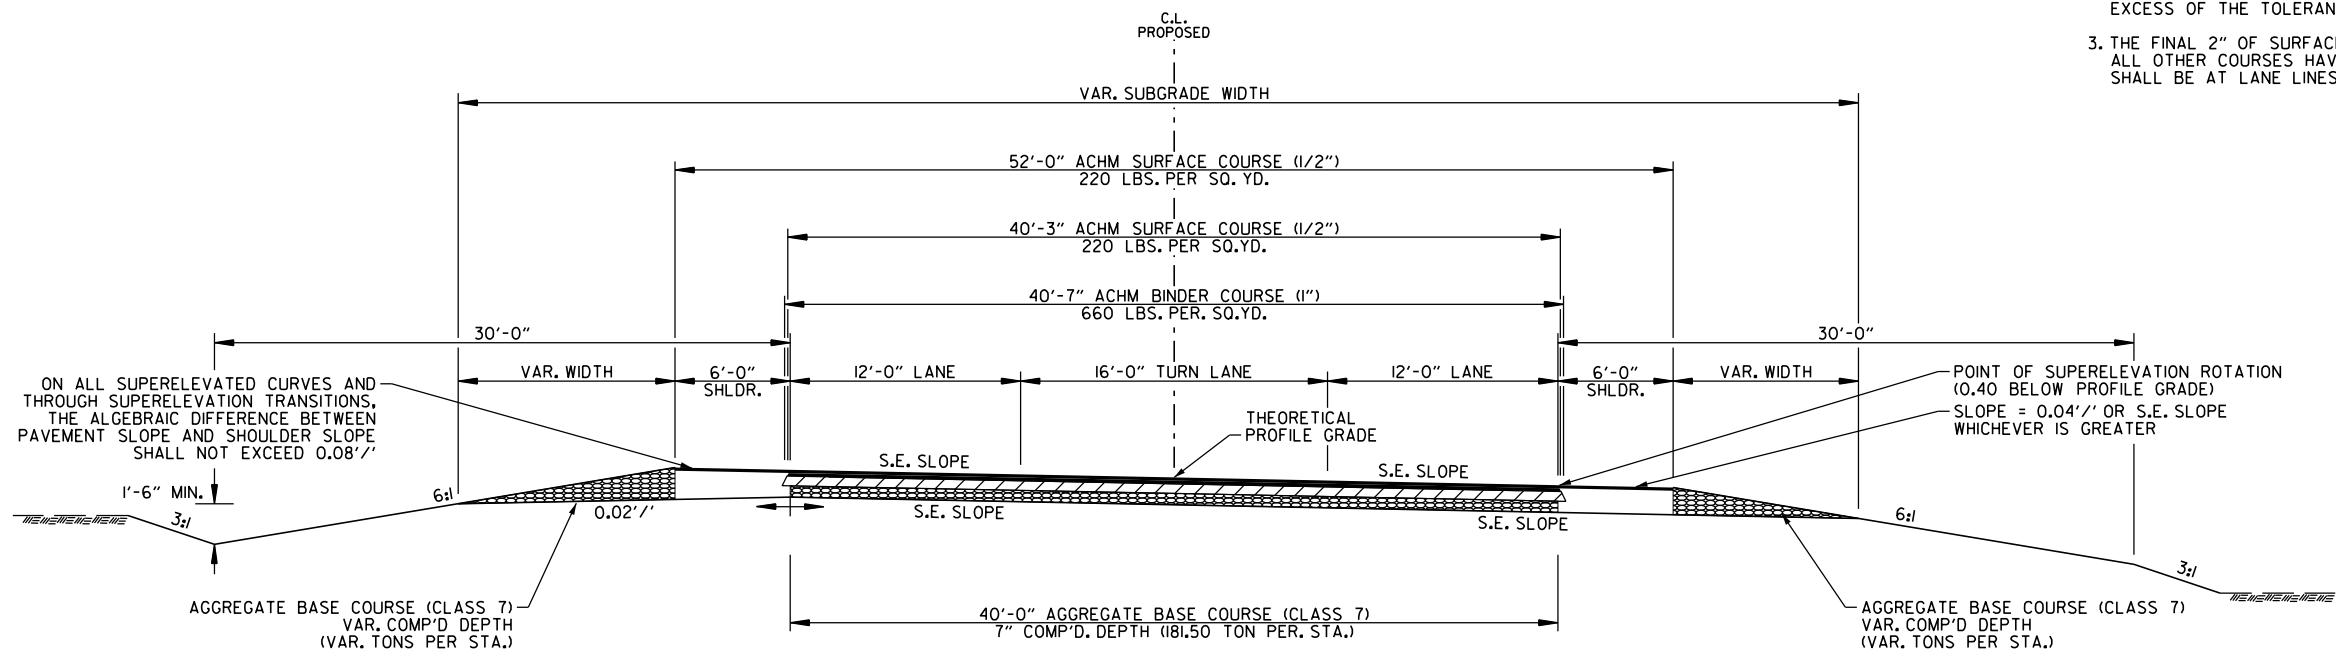 EXCESS OF THE TOLERAN
3. THE FINAL 2" OF SURFAC
ALL OTHER COURSES HAV
SHALL BE AT LANE LINES
C.L.
PROPOSED
VAR. SUBGRADE WIDTH
52'-0" ACHM SURFACE COURSE (1/2")
220 LBS. PER SQ. YD.
40'-3" ACHM SURFACE COURSE (1/2")
220 LBS. PER SQ.YD.
40'-7" ACHM BINDER COURSE (1")
660 LBS. PER. SQ.YD.
30'-0"
30'-0"
VAR. WIDTH
6'-0"
SHLDR.
12'-0" LANE
16'-0" TURN LANE
12'-0" LANE
6'-0"
SHLDR.
VAR. WIDTH
ON ALL SUPERELEVATED CURVES AND
THROUGH SUPERELEVATION TRANSITIONS,
THE ALGEBRAIC DIFFERENCE BETWEEN
PAVEMENT SLOPE AND SHOULDER SLOPE
SHALL NOT EXCEED 0.08'/'
POINT OF SUPERELEVATION ROTATION
(0.40 BELOW PROFILE GRADE)
SLOPE = 0.04'/' OR S.E. SLOPE
WHICHEVER IS GREATER
THEORETICAL
PROFILE GRADE
S.E. SLOPE
S.E. SLOPE
1'-6" MIN.
6:1
3:1
0.02'/'
S.E. SLOPE
S.E. SLOPE
6:1
3:1
AGGREGATE BASE COURSE (CLASS 7)
VAR. COMP'D DEPTH
(VAR. TONS PER STA.)
40'-0" AGGREGATE BASE COURSE (CLASS 7)
7" COMP'D. DEPTH (181.50 TON PER. STA.)
AGGREGATE BASE COURSE (CLASS 7)
VAR. COMP'D DEPTH
(VAR. TONS PER STA.)